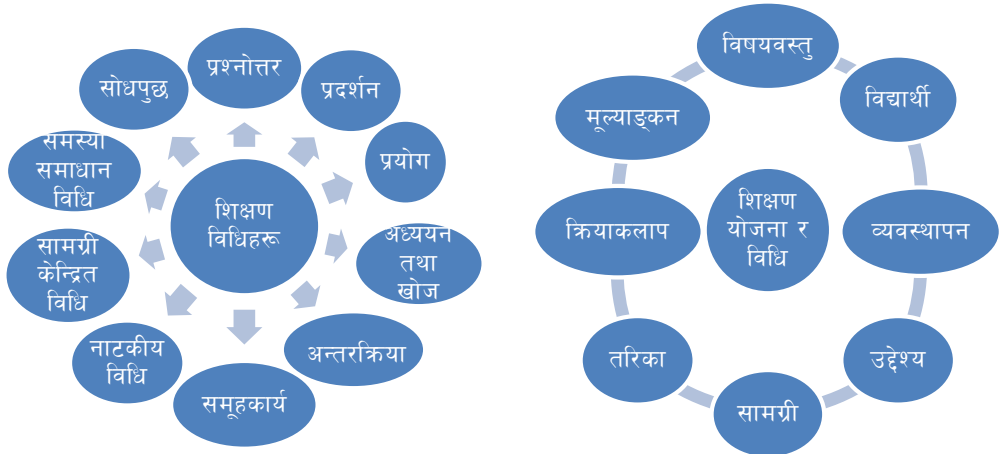 प्रश्नोत्तर
प्रदर्शन
प्रयोग
अध्ययन
तथा
खोज
अन्तरक्रिया
समूहकार्य
नाटकीय
विधि
सामग्री
केन्द्रित
विधि
समस्या
समाधान
विधि
सोधपुछ
शिक्षण
विधिहरू
विषयवस्तु
विद्यार्थी
व्यवस्थापन
उद्देश्य
सामग्री
तरिका
क्रियाकलाप
मूल्याङ्कन
शिक्षण
योजना र
विधि